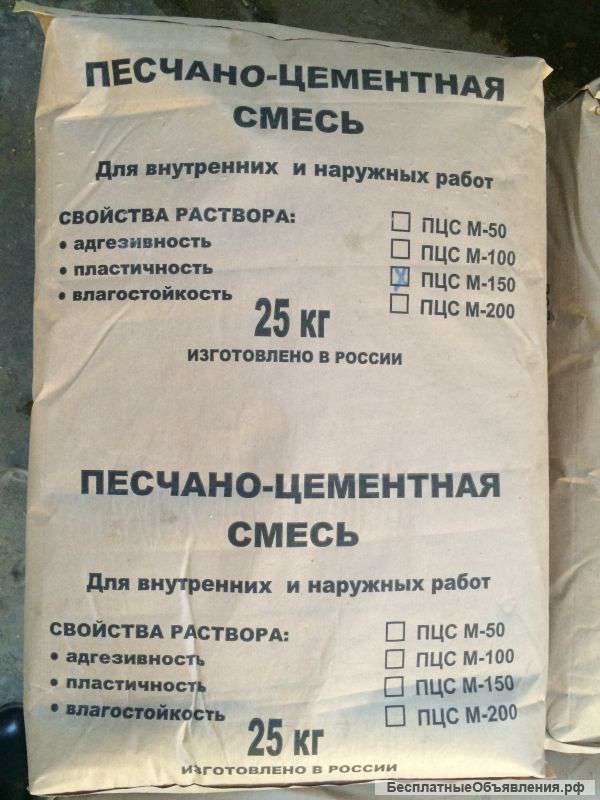 ПЕСЧАНО-ЦЕМЕНТНАЯ
СМЕСЬ
Для внутренних и наружных работ
СВОЙСТВА РАСТВОРА:
• адгезивность
• пластичность
• влагостойкость
ПЦС М-50
ПЦС М-100
ПЦС М-150
ПЦС М-200
25 кг
ИЗГОТОВЛЕНО В РОССИИ
ПЕСЧАНО-ЦЕМЕНТНАЯ
СМЕСЬ
Для внутренних и наружных работ
СВОЙСТВА РАСТВОРА:
• адгезивность
• пластичность
• влагостойкость
ПЦС М-50
ПЦС М-100
ПЦС М-150
ПЦС М-200
25 кг
ИЗГОТОВЛЕНО В РОССИИ
БесплатныеОбъявления.рф